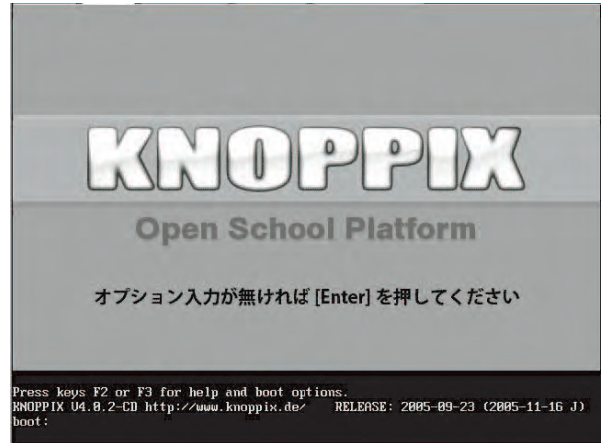 KNOPPIX
Open School Platform
オプション入力が無ければ [Enter] を押してください
Press keys F2 or F3 for help and boot options.
KNOPPIX V4.0.2-CD http://www.knoppix.de/ RELEASE: 2005-09-23 (2005-11-16 J)
boot: